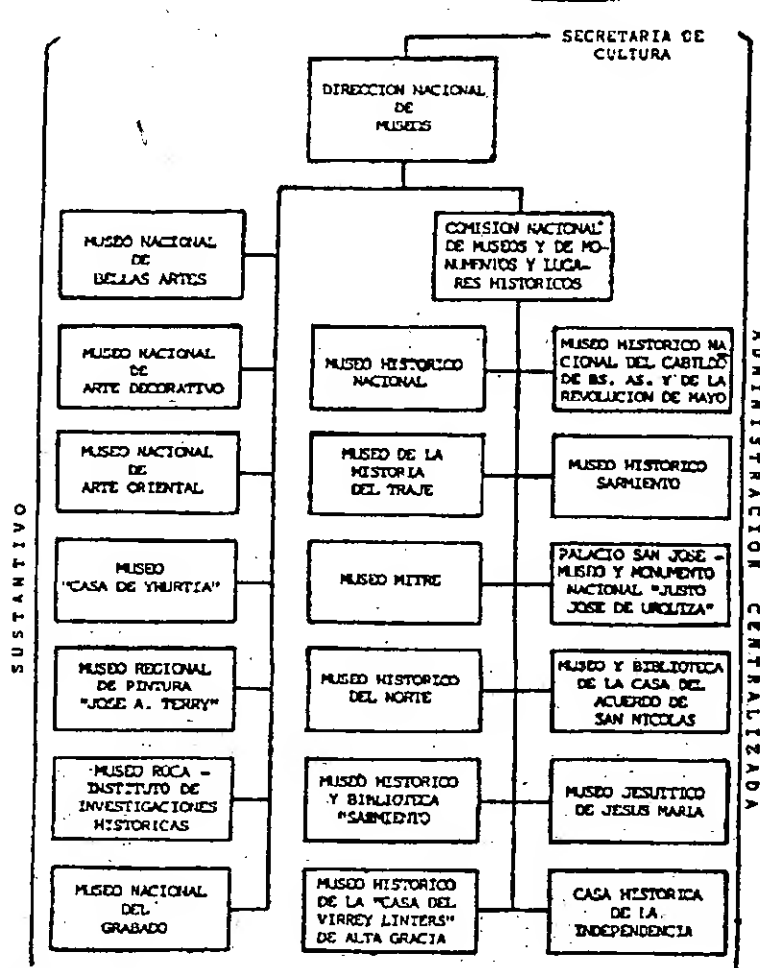 SECRETARIA DE
CULTURA
DIRECCION NACIONAL
DE
MUSEOS
MUSEO NACIONAL
DE
BELLAS ARTES
COMISION NACIONAL
DE MUSEOS Y DE MO-
NUMENTOS Y LUGA-
RES HISTORICOS
MUSEO NACIONAL
DE
ARTE DECORATIVO
MUSEO HISTORICO
NACIONAL
MUSEO HISTORICO NA
CIONAL DEL CABILDO
DE BS. AS. Y DE LA
REVOLUCION DE MAYO
MUSEO NACIONAL
DE
ARTE ORIENTAL
MUSEO DE LA
HISTORIA
DEL TRAJE
MUSEO HISTORICO
SARMIENTO
MUSEO
"CASA DE YHURTIA"
MUSEO MITRE
PALACIO SAN JOSE -
MUSEO Y MONUMENTO
NACIONAL "JUSTO
JOSE DE URQUIZA"
MUSEO REGIONAL
DE PINTURA
"JOSE A. TERRY"
MUSEO HISTORICO
DEL NORTE
MUSEO Y BIBLIOTECA
DE LA CASA DEL
ACUERDO DE
SAN NICOLAS
MUSEO ROCA -
INSTITUTO DE
INVESTIGACIONES
HISTORICAS
MUSEO HISTORICO
Y BIBLIOTECA
"SARMIENTO
MUSEO JESUITICO
DE JESUS MARIA
MUSEO NACIONAL
DEL
GRABADO
MUSEO HISTORICO
DE LA "CASA DEL
VIRREY LINIERS"
DE ALTA GRACIA
CASA HISTORICA
DE LA
INDEPENDENCIA
SUSTANTIVO
ADMINISTRACION CENTRALIZADA